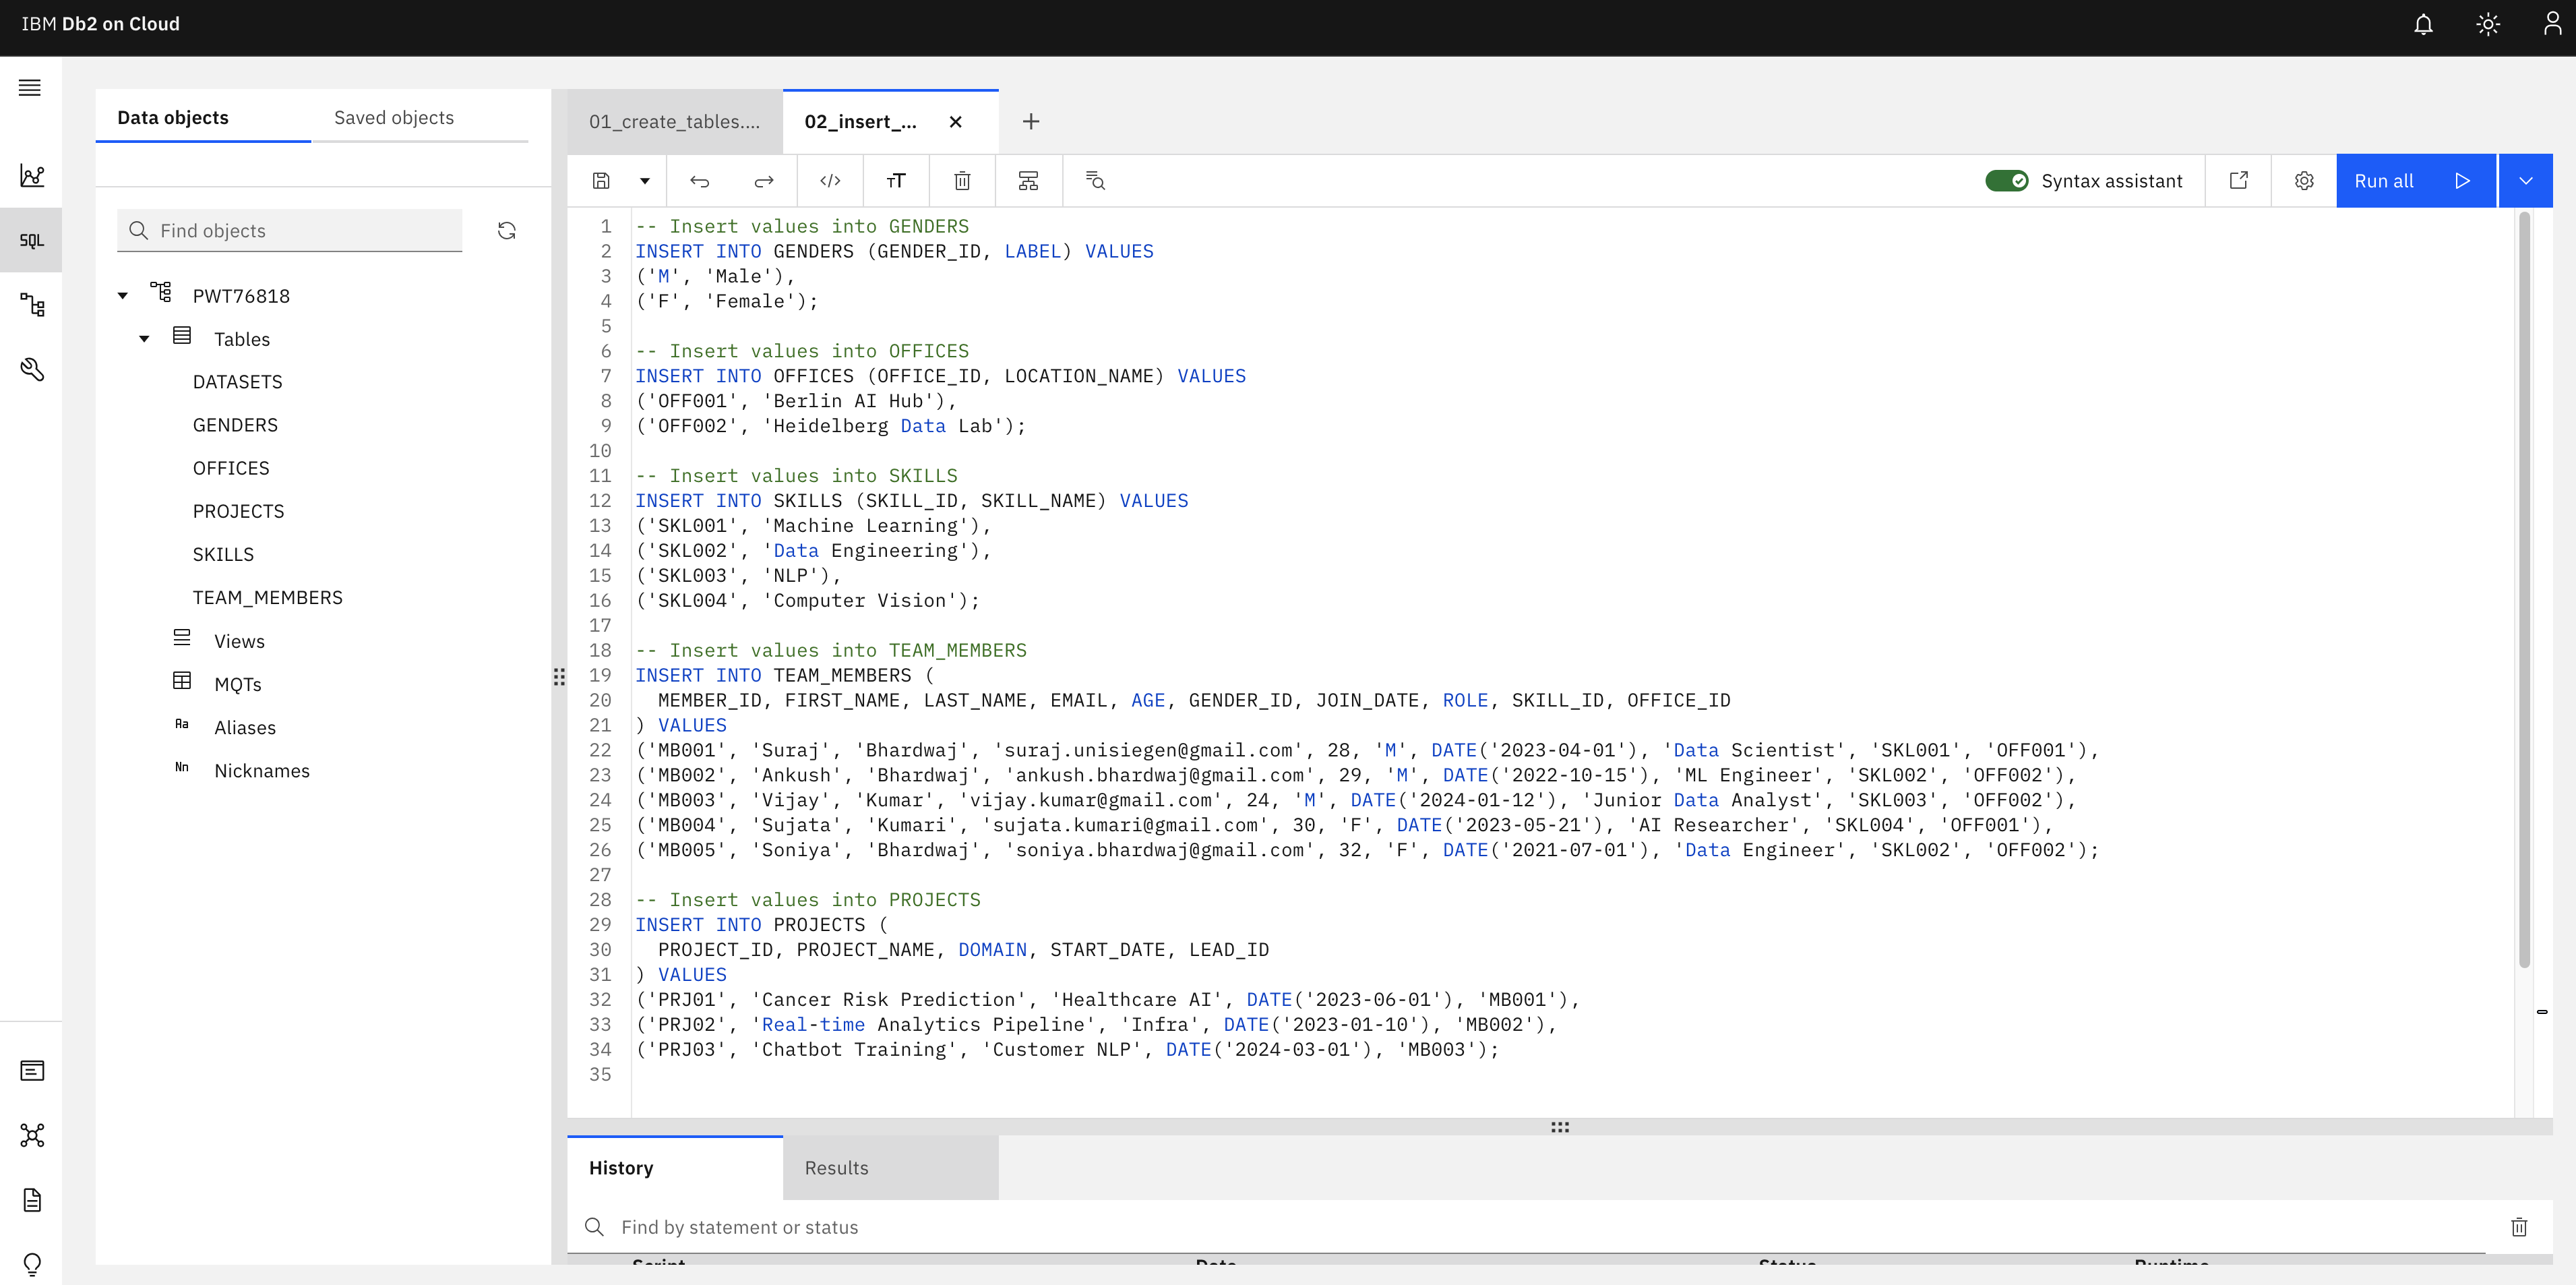 IBM Db2 on Cloud
Data objects
Saved objects
Find objects
SQL
PWT76818
Tables
DATASETS
GENDERS
OFFICES
PROJECTS
SKILLS
TEAM_MEMBERS
Views
MQTs
Aa Aliases
Nn Nicknames
01_create_tables....
02_insert_...
Syntax assistant
Run all
1 -- Insert values into GENDERS
2 INSERT INTO GENDERS (GENDER_ID, LABEL) VALUES
3 ('M', 'Male'),
4 ('F', 'Female');
5
6 -- Insert values into OFFICES
7 INSERT INTO OFFICES (OFFICE_ID, LOCATION_NAME) VALUES
8 ('OFF001', 'Berlin AI Hub'),
9 ('OFF002', 'Heidelberg Data Lab');
10
11 -- Insert values into SKILLS
12 INSERT INTO SKILLS (SKILL_ID, SKILL_NAME) VALUES
13 ('SKL001', 'Machine Learning'),
14 ('SKL002', 'Data Engineering'),
15 ('SKL003', 'NLP'),
16 ('SKL004', 'Computer Vision');
17
18 -- Insert values into TEAM_MEMBERS
19 INSERT INTO TEAM_MEMBERS (
20 MEMBER_ID, FIRST_NAME, LAST_NAME, EMAIL, AGE, GENDER_ID, JOIN_DATE, ROLE, SKILL_ID, OFFICE_ID
21 ) VALUES
22 ('MB001', 'Suraj', 'Bhardwaj', 'suraj.unisiegen@gmail.com', 28, 'M', DATE('2023-04-01'), 'Data Scientist', 'SKL001', 'OFF001'),
23 ('MB002', 'Ankush', 'Bhardwaj', 'ankush.bhardwaj@gmail.com', 29, 'M', DATE('2022-10-15'), 'ML Engineer', 'SKL002', 'OFF002'),
24 ('MB003', 'Vijay', 'Kumar', 'vijay.kumar@gmail.com', 24, 'M', DATE('2024-01-12'), 'Junior Data Analyst', 'SKL003', 'OFF002'),
25 ('MB004', 'Sujata', 'Kumari', 'sujata.kumari@gmail.com', 30, 'F', DATE('2023-05-21'), 'AI Researcher', 'SKL004', 'OFF001'),
26 ('MB005', 'Soniya', 'Bhardwaj', 'soniya.bhardwaj@gmail.com', 32, 'F', DATE('2021-07-01'), 'Data Engineer', 'SKL002', 'OFF002');
27
28 -- Insert values into PROJECTS
29 INSERT INTO PROJECTS (
30 PROJECT_ID, PROJECT_NAME, DOMAIN, START_DATE, LEAD_ID
31 ) VALUES
32 ('PRJ01', 'Cancer Risk Prediction', 'Healthcare AI', DATE('2023-06-01'), 'MB001'),
33 ('PRJ02', 'Real-time Analytics Pipeline', 'Infra', DATE('2023-01-10'), 'MB002'),
34 ('PRJ03', 'Chatbot Training', 'Customer NLP', DATE('2024-03-01'), 'MB003');
35
History
Results
Find by statement or status
Script Date Status Runtime